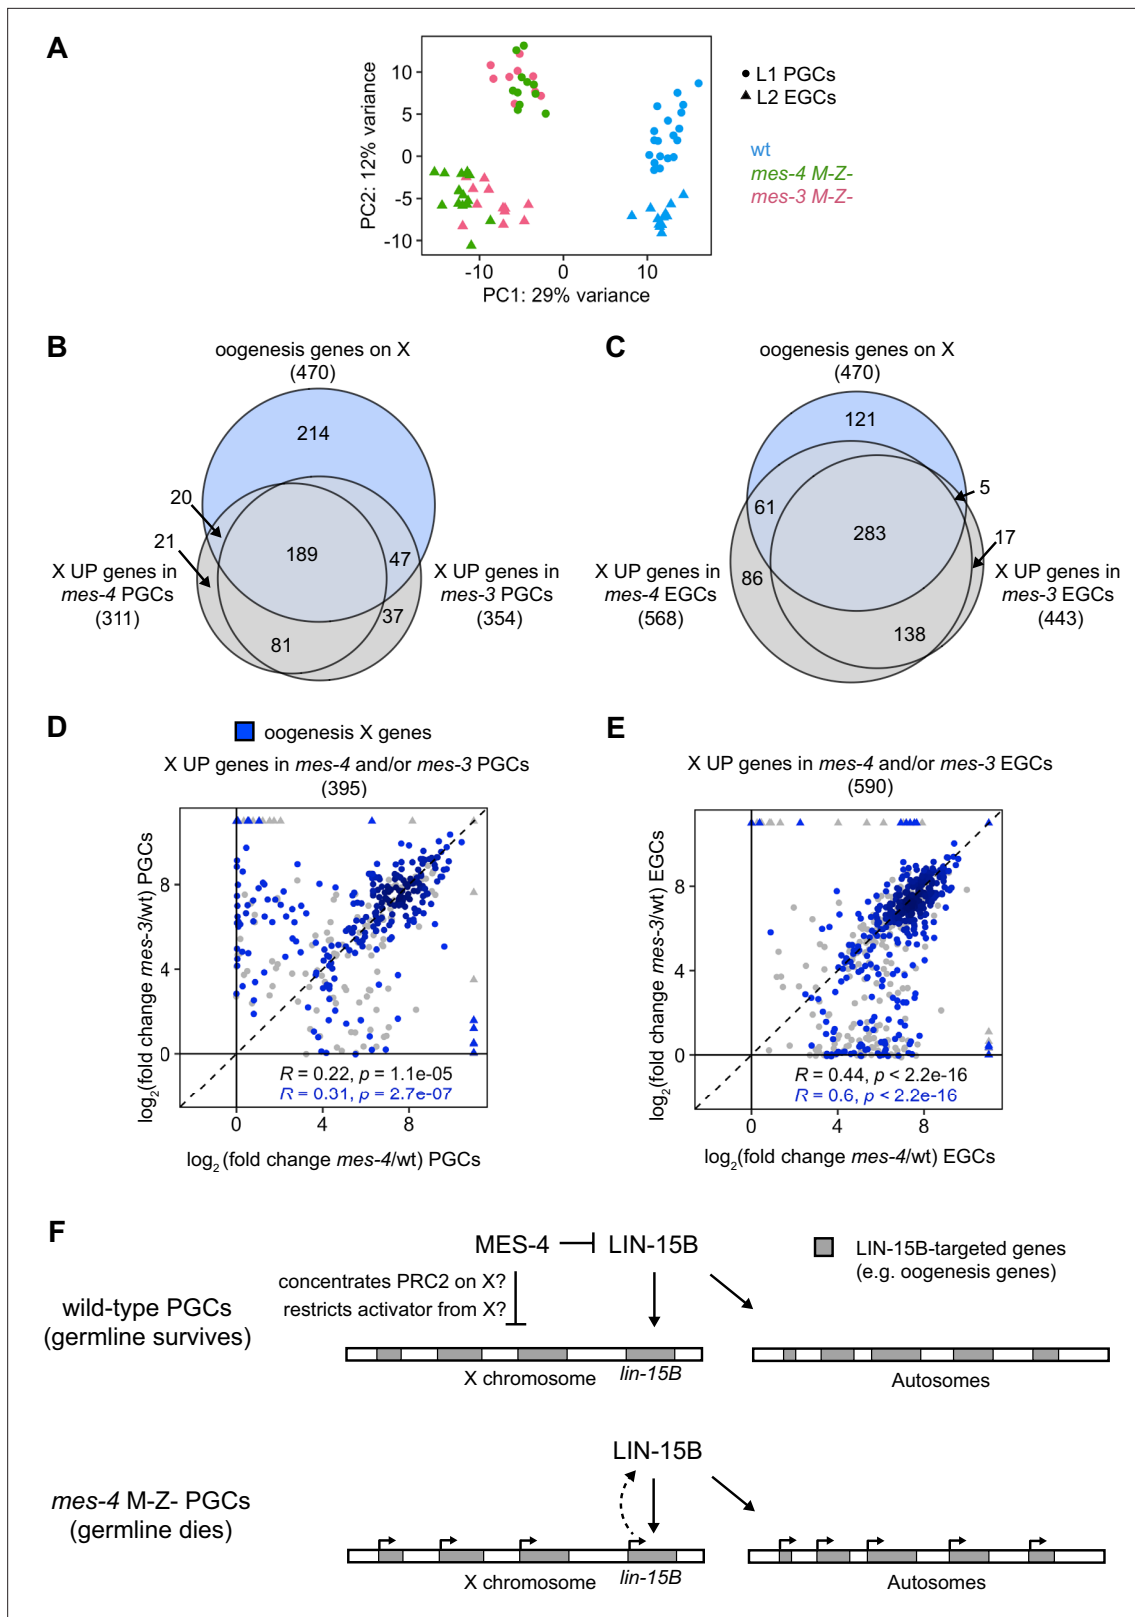 A
10
5
0
-5
-10
PC2: 12% variance
-10
0
10
PC1: 29% variance
L1 PGCs
L2 EGCs
wt
mes-4 M-Z-
mes-3 M-Z-
B
oogenesis genes on X
(470)
214
20
21
189
47
X UP genes in
mes-4 PGCs
(311)
X UP genes in
mes-3 PGCs
(354)
37
81
C
oogenesis genes on X
(470)
121
5
61
283
17
X UP genes in
mes-4 EGCs
(568)
86
X UP genes in
mes-3 EGCs
(443)
138
D
oogenesis X genes
X UP genes in mes-4 and/or mes-3 PGCs
(395)
log2(fold change mes-3/wt) PGCs
8
4
0
R = 0.22, p = 1.1e-05
R = 0.31, p = 2.7e-07
0
4
8
log2(fold change mes-4/wt) PGCs
E
X UP genes in mes-4 and/or mes-3 EGCs
(590)
log2(fold change mes-3/wt) EGCs
8
4
0
R = 0.44, p < 2.2e-16
R = 0.6, p < 2.2e-16
0
4
8
log2(fold change mes-4/wt) EGCs
F
MES-4
LIN-15B
LIN-15B-targeted genes
(e.g. oogenesis genes)
concentrates PRC2 on X?
restricts activator from X?
wild-type PGCs
(germline survives)
X chromosome
lin-15B
Autosomes
LIN-15B
mes-4 M-Z- PGCs
(germline dies)
X chromosome
lin-15B
Autosomes